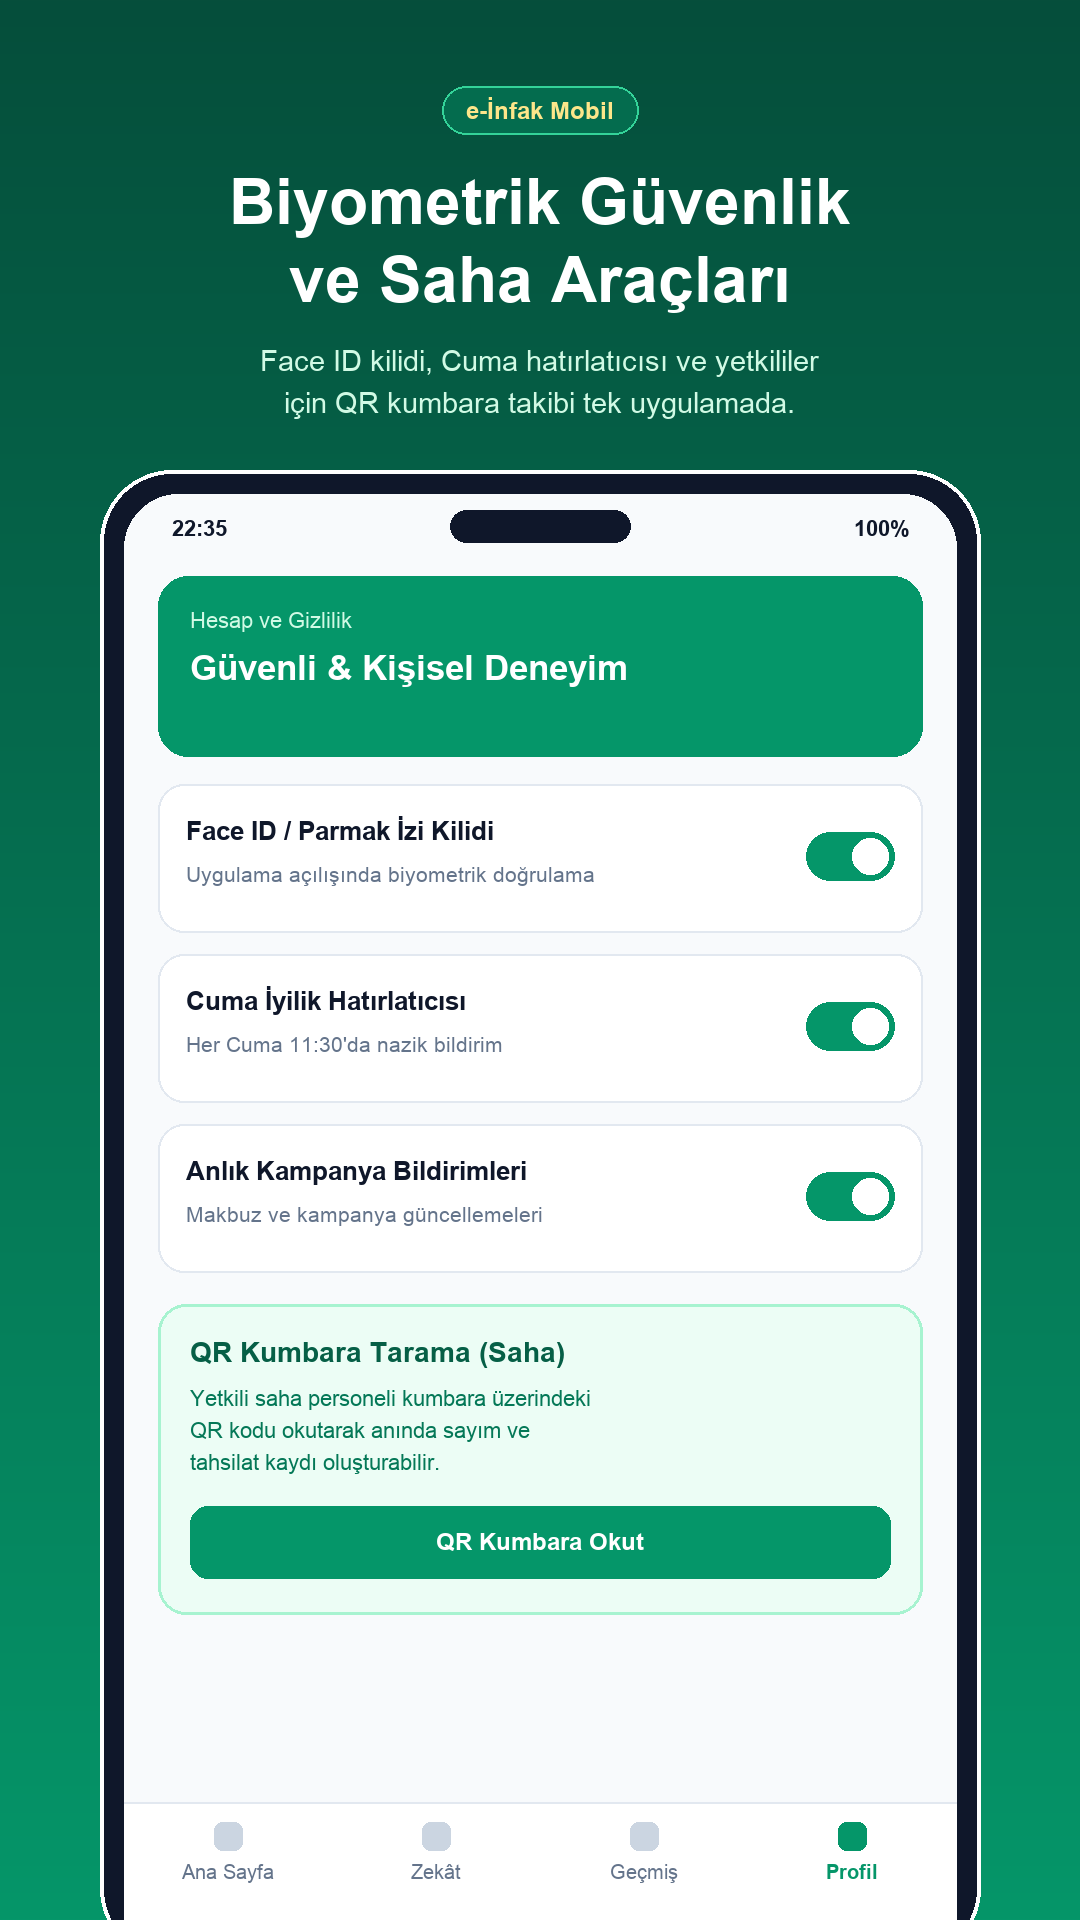 e-İnfak Mobil
Biyometrik Güvenlik
ve Saha Araçları
Face ID kilidi, Cuma hatırlatıcısı ve yetkililer
için QR kumbara takibi tek uygulamada.
22:35
100%
Hesap ve Gizlilik
Güvenli & Kişisel Deneyim
Face ID / Parmak İzi Kilidi
Uygulama açılışında biyometrik doğrulama
Cuma İyilik Hatırlatıcısı
Her Cuma 11:30'da nazik bildirim
Anlık Kampanya Bildirimleri
Makbuz ve kampanya güncellemeleri
QR Kumbara Tarama (Saha)
Yetkili saha personeli kumbara üzerindeki
QR kodu okutarak anında sayım ve
tahsilat kaydı oluşturabilir.
QR Kumbara Okut
Ana Sayfa
Zekât
Geçmiş
Profil